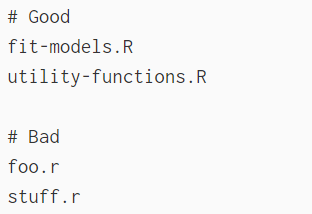 # Good
fit-models.R
utility-functions.R

# Bad
foo.r
stuff.r